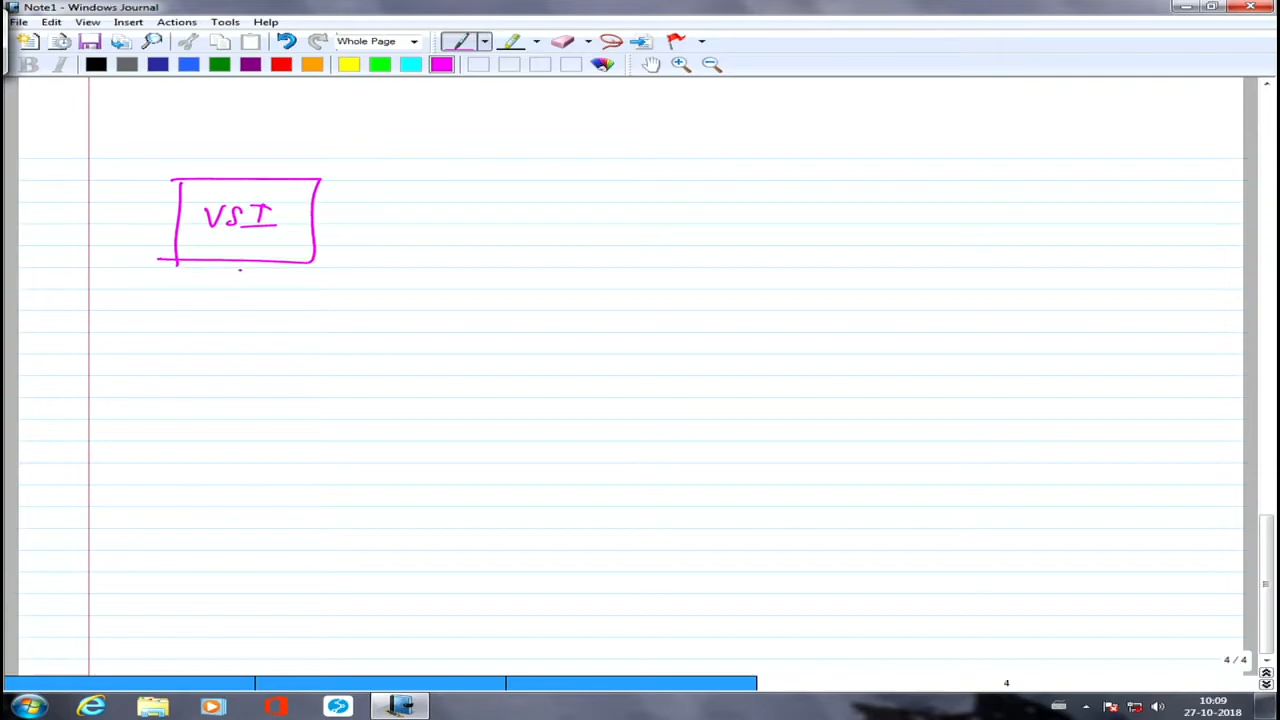 Note1 - Windows Journal
File Edit View Insert Actions Tools Help
Whole Page
B I
VSI
4 / 4
4
10:09
27-10-2018